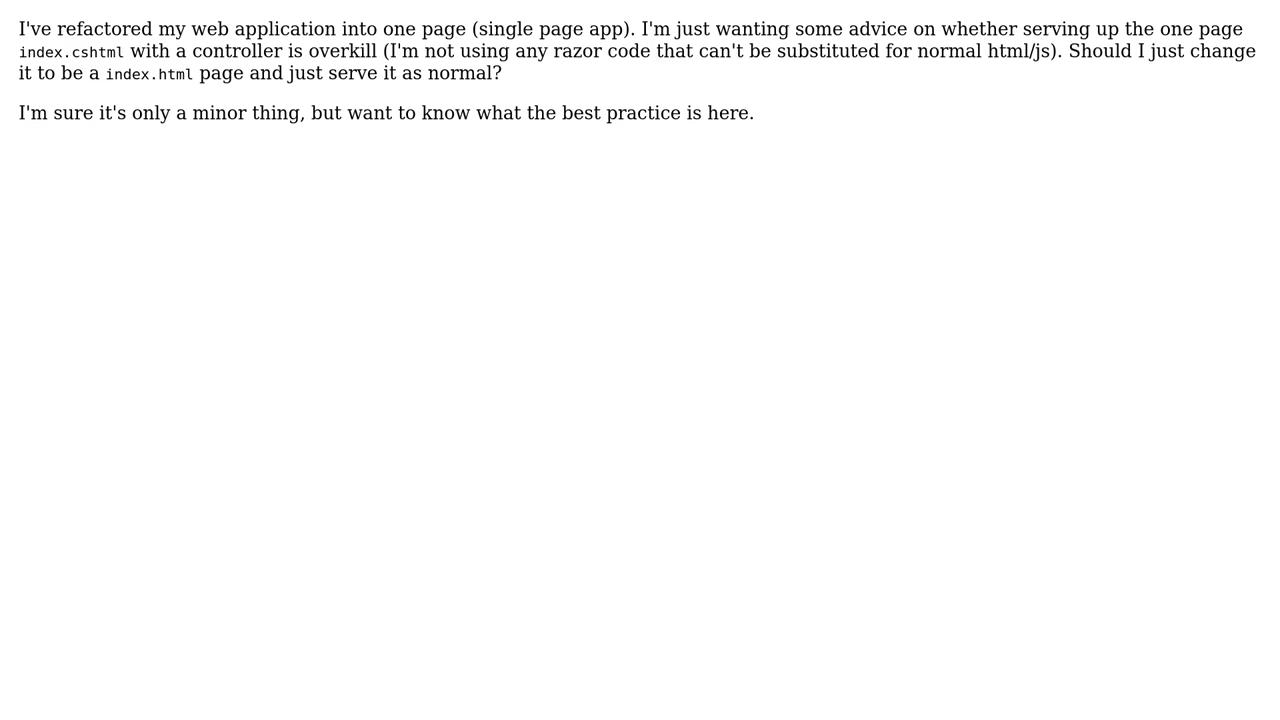 I've refactored my web application into one page (single page app). I'm just wanting some advice on whether serving up the one page
index.cshtml with a controller is overkill (I'm not using any razor code that can't be substituted for normal html/js). Should I just change
it to be a index.html page and just serve it as normal?
I'm sure it's only a minor thing, but want to know what the best practice is here.